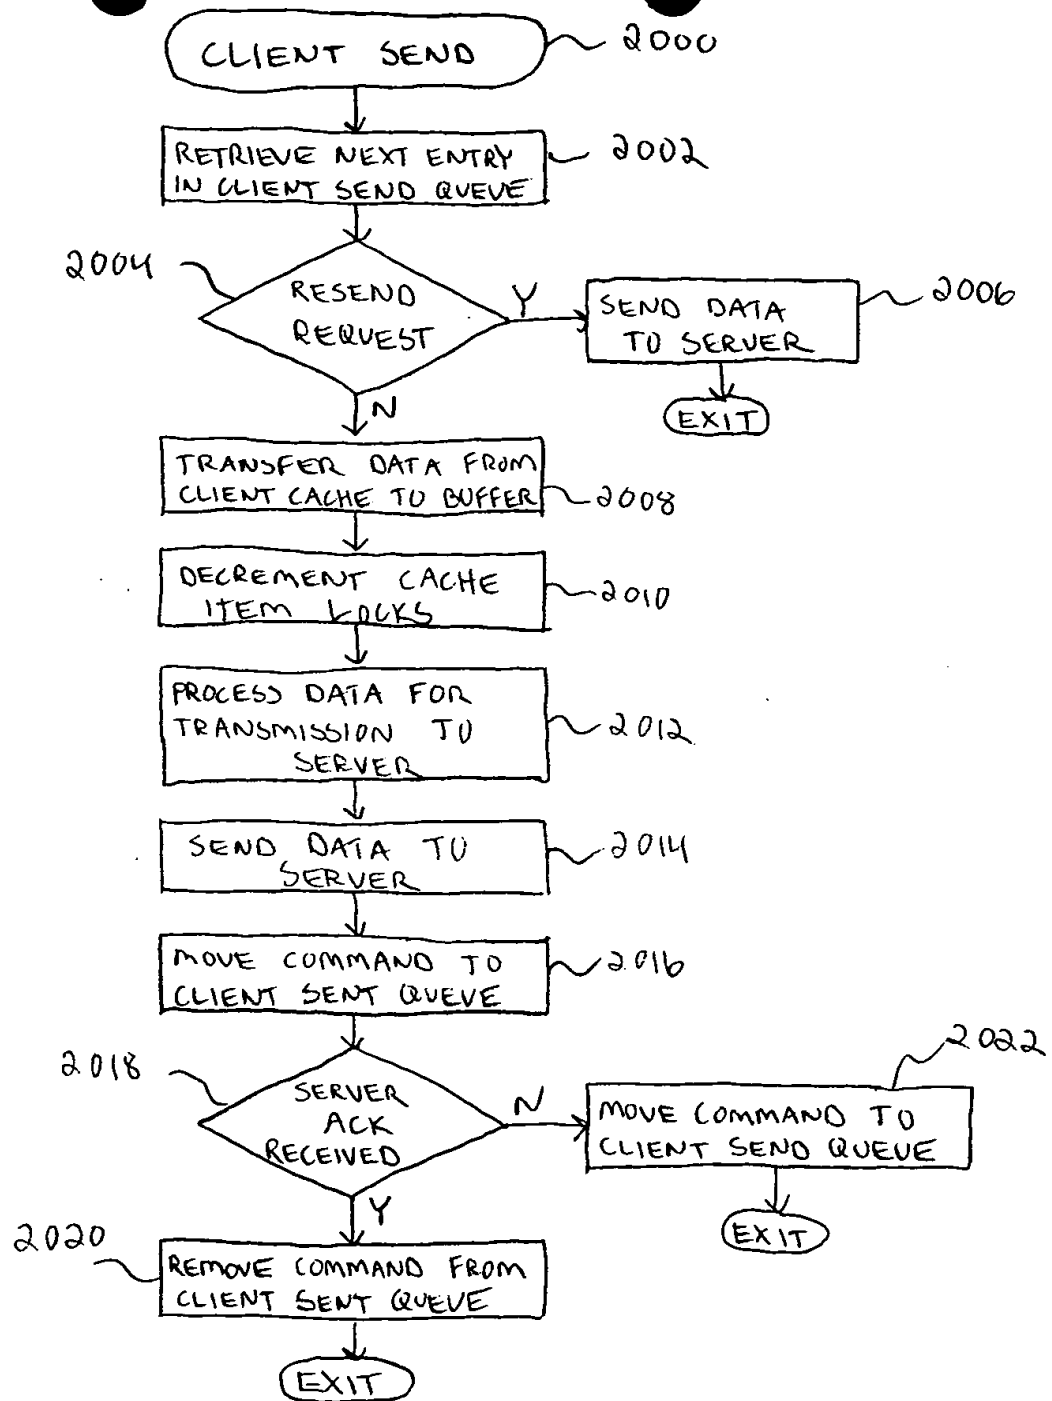 CLIENT SEND
2000
RETRIEVE NEXT ENTRY
IN CLIENT SEND QUEUE
2002
2004
RESEND
REQUEST
Y
SEND DATA
TO SERVER
2006
EXIT
N
TRANSFER DATA FROM
CLIENT CACHE TO BUFFER
2008
DECREMENT CACHE
ITEM LOCKS
2010
PROCESS DATA FOR
TRANSMISSION TO
SERVER
2012
SEND DATA TO
SERVER
2014
MOVE COMMAND TO
CLIENT SENT QUEUE
2016
2018
SERVER
ACK
RECEIVED
N
MOVE COMMAND TO
CLIENT SEND QUEUE
2022
EXIT
Y
2020
REMOVE COMMAND FROM
CLIENT SENT QUEUE
EXIT